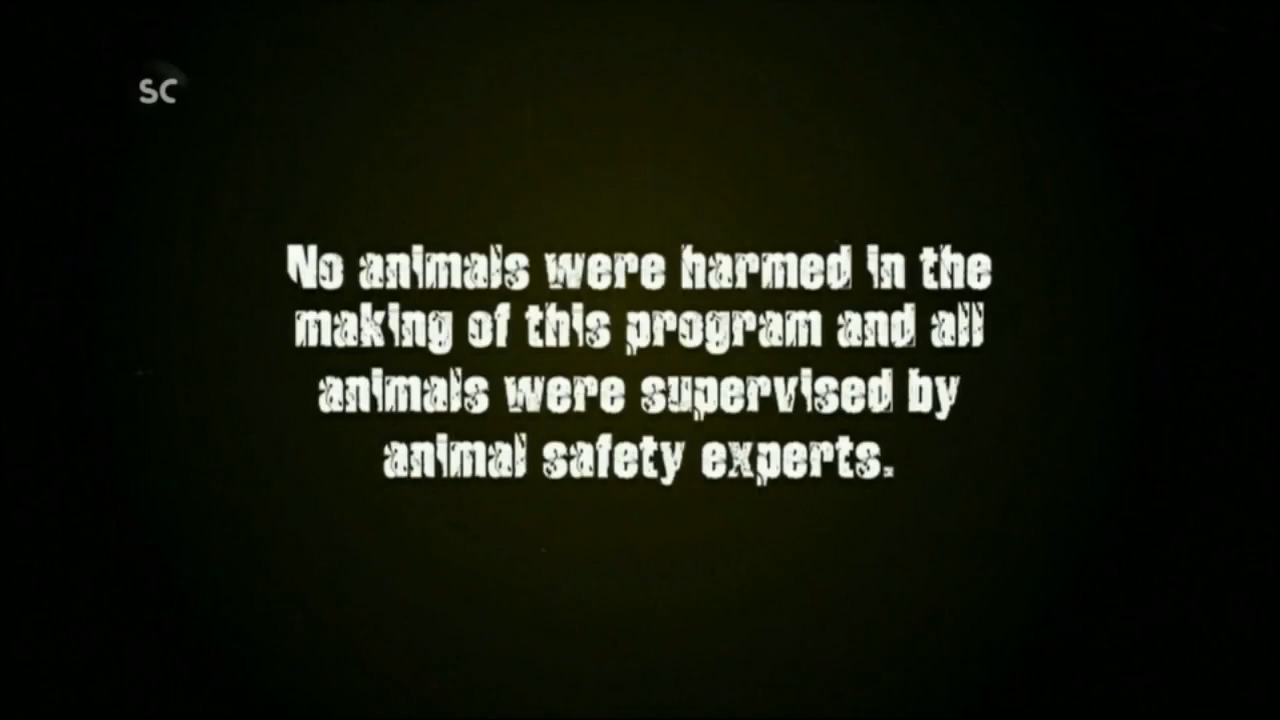 SC
No animals were harmed in the
making of this program and all
animals were supervised by
animal safety experts.